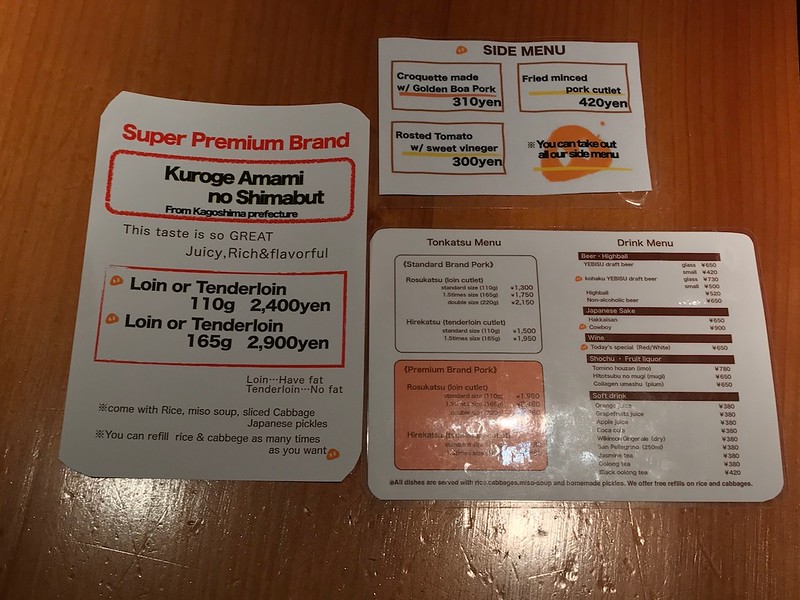 Super Premium Brand
Kuroge Amami
no Shimabut
From Kagoshima prefecture
This taste is so GREAT
Juicy,Rich&flavorful
Loin or Tenderloin
110g 2,400yen
Loin or Tenderloin
165g 2,900yen
Loin…Have fat
Tenderloin…No fat
※come with Rice, miso soup, sliced Cabbage
Japanese pickles
※You can refill rice & cabbege as many times
as you want
SIDE MENU
Croquette made
w/ Golden Boa Pork
310yen
Fried minced
pork cutlet
420yen
Rosted Tomato
w/ sweet vineger
300yen
※You can take out
all our side menu
Tonkatsu Menu
《Standard Brand Pork》
Rosukatsu (loin cutlet)
standard size (110g) ¥1,300
1.5times size (165g) ¥1,750
double size (220g) ¥2,150
Hirekatsu (tenderloin cutlet)
standard size (110g) ¥1,500
1.5times size (165g) ¥1,950
《Premium Brand Pork》
Rosukatsu (loin cutlet)
standard size (110g)
size (165g)
double size
Hirekatsu
Drink Menu
Beer・Highball
YEBISU draft beer glass ¥650
small ¥420
kohaku YEBISU draft beer glass ¥730
small ¥500
Highball ¥520
Non-alcoholic beer ¥650
Japanese Sake
Hakkaisan ¥650
Cowboy ¥900
Wine
Today's special (Red/White) ¥650
Shochu・Fruit liquor
Tomino houzan (imo) ¥780
Hitotsubu no mugi (mugi) ¥650
Collagen umeshu (plum) ¥650
Soft drink
Orange juice ¥380
Grapefruits juice ¥380
Apple juice ¥380
Coca cola ¥380
Wilkinson Ginger ale (dry) ¥380
San Pellegrino (250ml) ¥380
Jasmine tea ¥380
Oolong tea ¥380
Black oolong tea ¥420
◎All dishes are served with rice,cabbages,miso-soup and homemade pickles. We offer free refills on rice and cabbages.